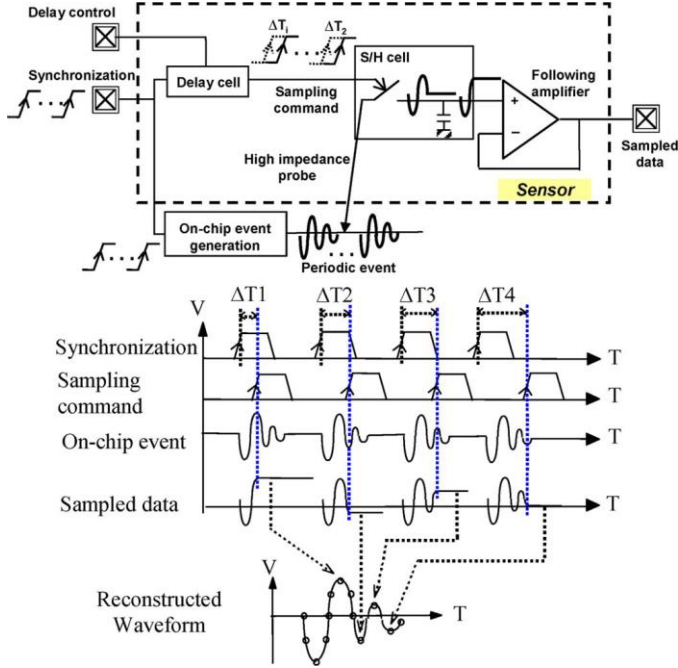 Delay control
ΔTi
ΔT2
S/H cell
Synchronization
Delay cell
Sampling
command
Following
amplifier
+
−
Sampled
data
High impedance
probe
Sensor
On-chip event
generation
Periodic event
ΔT1 ΔT2 ΔT3 ΔT4
V
Synchronization T
Sampling
command T
On-chip event T
Sampled data T
V
Reconstructed
Waveform T